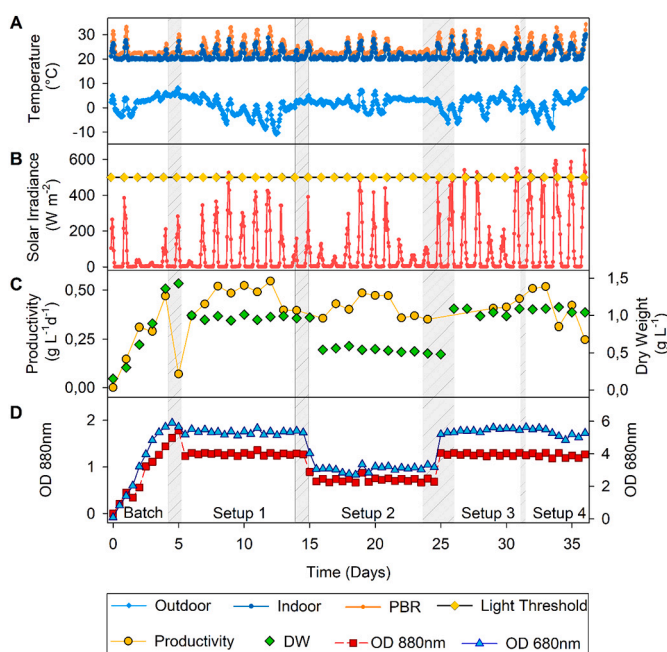 A
Temperature
(°C)
30
20
10
0
-10
B
Solar Irradiance
(W m-2)
600
400
200
0
C
Productivity
(g L-1d-1)
0,50
0,25
0,00
1,5
1,0
0,5
0,0
Dry Weight
(g L-1)
D
OD 880nm
2
1
0
6
4
2
0
OD 680nm
Batch Setup 1 Setup 2 Setup 3 Setup 4
0 5 10 15 20 25 30 35
Time (Days)
Outdoor Indoor PBR Light Threshold
Productivity DW OD 880nm OD 680nm